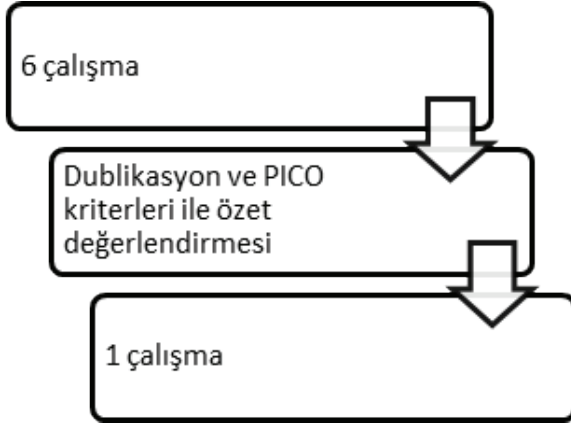 6 çalışma
Dublikasyon ve PICO
kriterleri ile özet
değerlendirmesi
1 çalışma